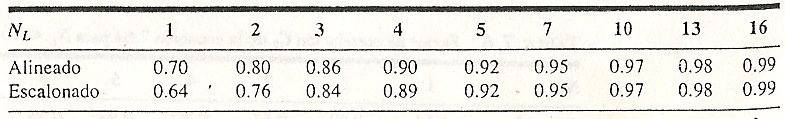 N_L 1 2 3 4 5 7 10 13 16
Alineado 0.70 0.80 0.86 0.90 0.92 0.95 0.97 0.98 0.99
Escalonado 0.64 0.76 0.84 0.89 0.92 0.95 0.97 0.98 0.99